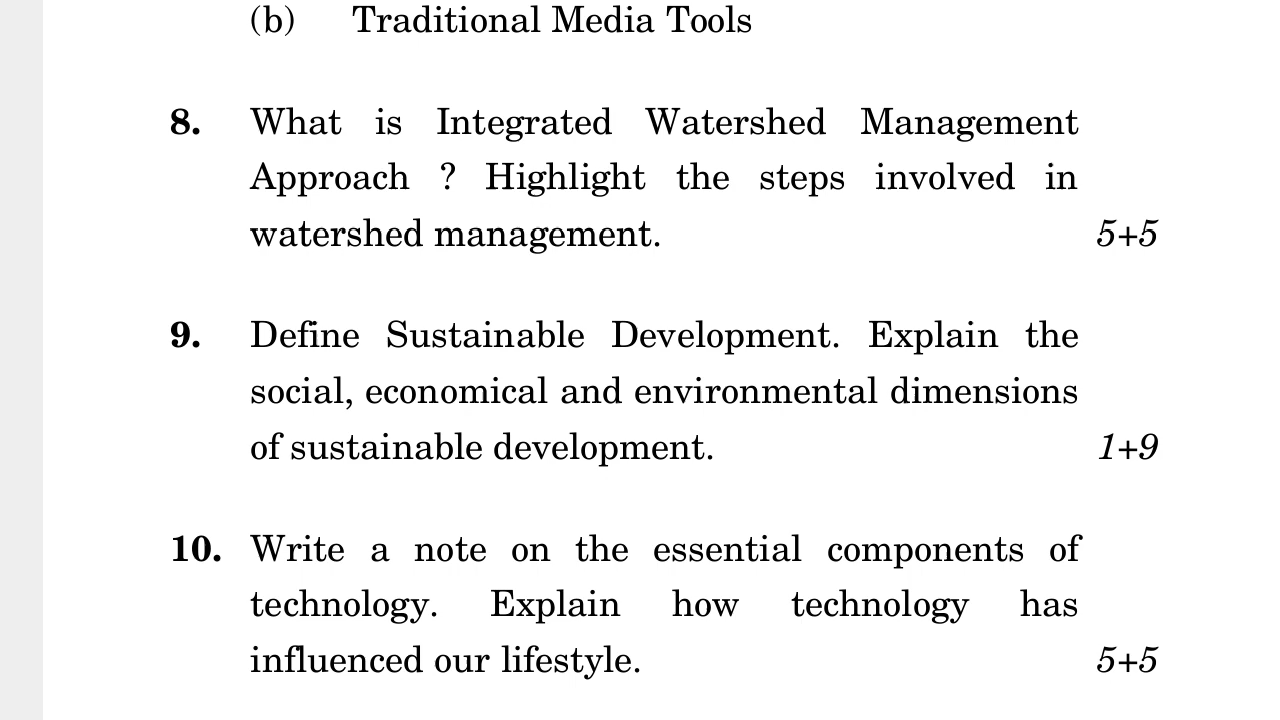 (b) Traditional Media Tools
8. What is Integrated Watershed Management
Approach ? Highlight the steps involved in
watershed management. 5+5
9. Define Sustainable Development. Explain the
social, economical and environmental dimensions
of sustainable development. 1+9
10. Write a note on the essential components of
technology. Explain how technology has
influenced our lifestyle. 5+5